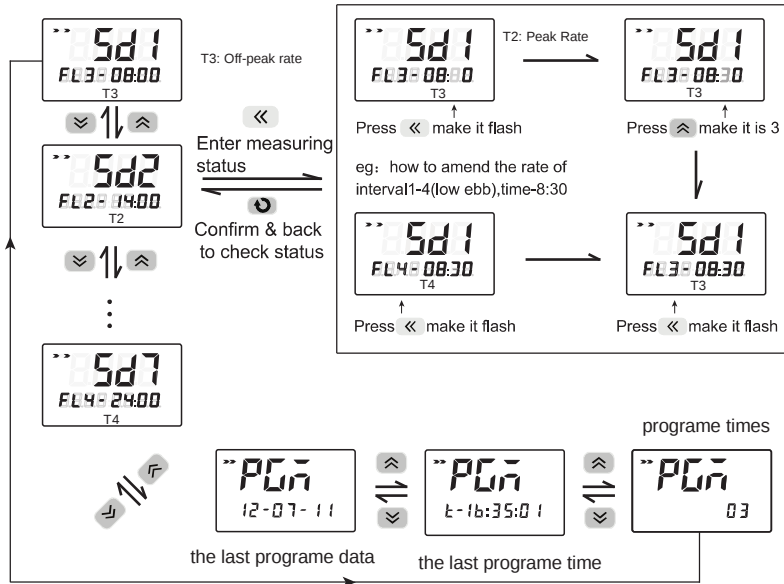 Sd1
FL3-08:00
T3
T3: Off-peak rate
Sd2
FL2-14:00
T2
Enter measuring
status
Confirm & back
to check status
Sd7
FL4-24:00
T4
Sd1
FL3-08: 0
T3
T2: Peak Rate
Sd1
FL3-08:30
T3
Press « make it flash
Press make it is 3
eg: how to amend the rate of
interval1-4(low ebb),time-8:30
Sd1
FL4-08:30
T4
Sd1
FL3-08:30
T3
Press « make it flash
Press « make it flash
programe times
PGm
12-07-11
PGm
t-16:35:01
PGm
03
the last programe data
the last programe time